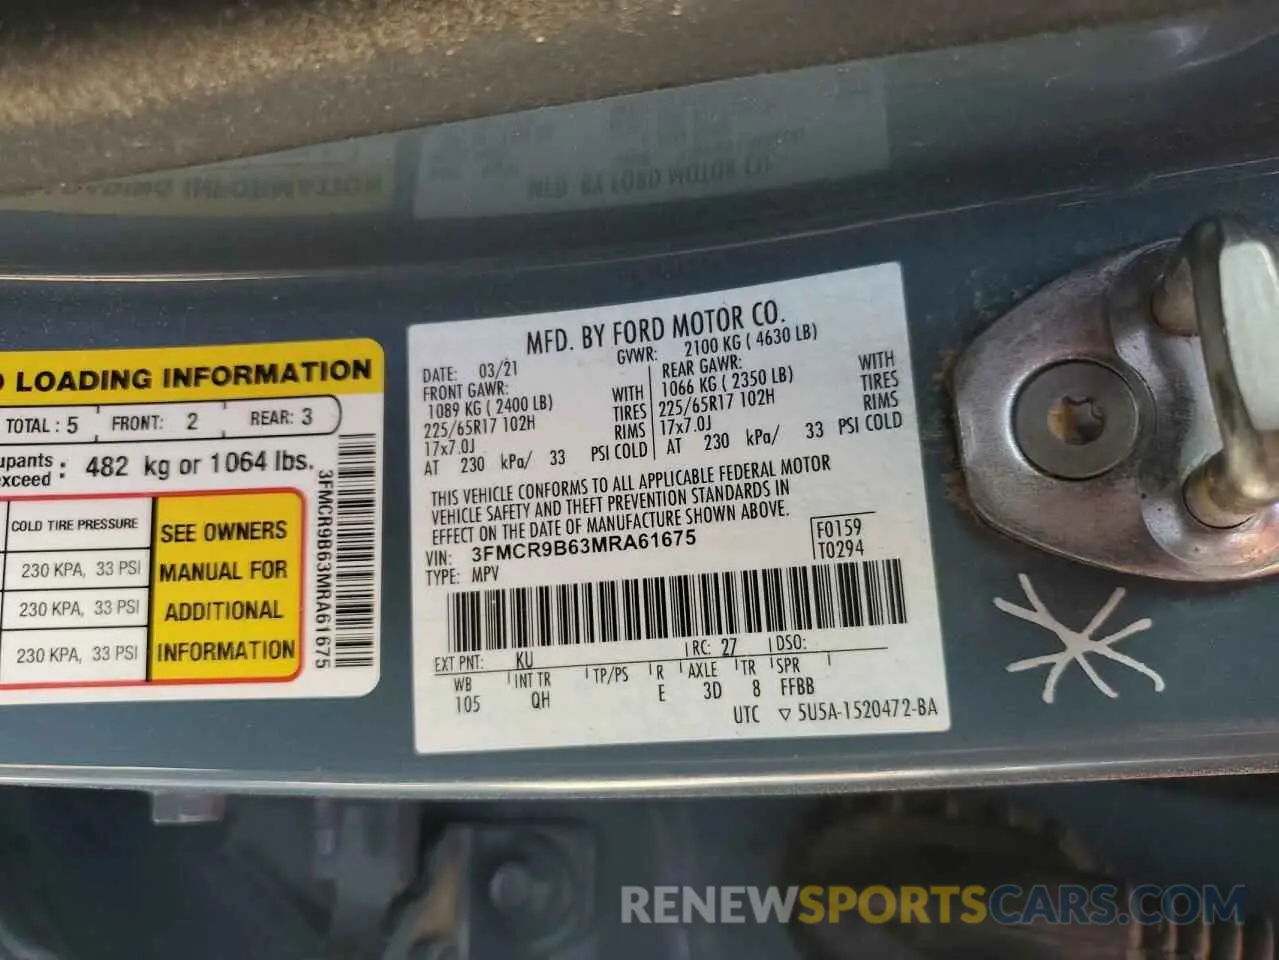 LOADING INFORMATION
TOTAL : 5 FRONT: 2 REAR: 3
upants
exceed : 482 kg or 1064 lbs.
COLD TIRE PRESSURE
230 KPA, 33 PSI
230 KPA, 33 PSI
230 KPA, 33 PSI
SEE OWNERS
MANUAL FOR
ADDITIONAL
INFORMATION
3FMCR9B63MRA61675
MFD. BY FORD MOTOR CO.
DATE: 03/21 GVWR: 2100 KG ( 4630 LB)
FRONT GAWR:
1089 KG ( 2400 LB) WITH
225/65R17 102H TIRES
17x7.0J RIMS
AT 230 kPa/ 33 PSI COLD
REAR GAWR: WITH
1066 KG ( 2350 LB) TIRES
225/65R17 102H RIMS
17x7.0J
AT 230 kPa/ 33 PSI COLD
THIS VEHICLE CONFORMS TO ALL APPLICABLE FEDERAL MOTOR
VEHICLE SAFETY AND THEFT PREVENTION STANDARDS IN
EFFECT ON THE DATE OF MANUFACTURE SHOWN ABOVE.
VIN: 3FMCR9B63MRA61675
TYPE: MPV
F0159
T0294
EXT PNT: KU RC: 27 DSO:
WB INT TR TP/PS R AXLE TR SPR
105 QH E 3D 8 FFBB
UTC ▽ 5U5A-1520472-BA
RENEWSPORTSCARS.COM